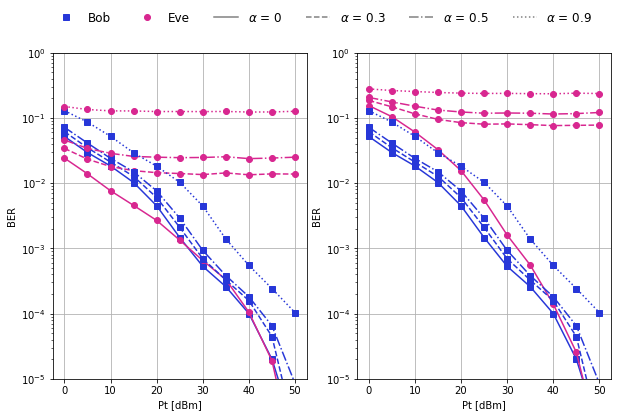 Bob Eve α = 0 α = 0.3 α = 0.5 α = 0.9
10⁰ 10⁰
10⁻¹ 10⁻¹
10⁻² 10⁻²
BER BER
10⁻³ 10⁻³
10⁻⁴ 10⁻⁴
10⁻⁵ 10⁻⁵
0 10 20 30 40 50 0 10 20 30 40 50
Pt [dBm] Pt [dBm]